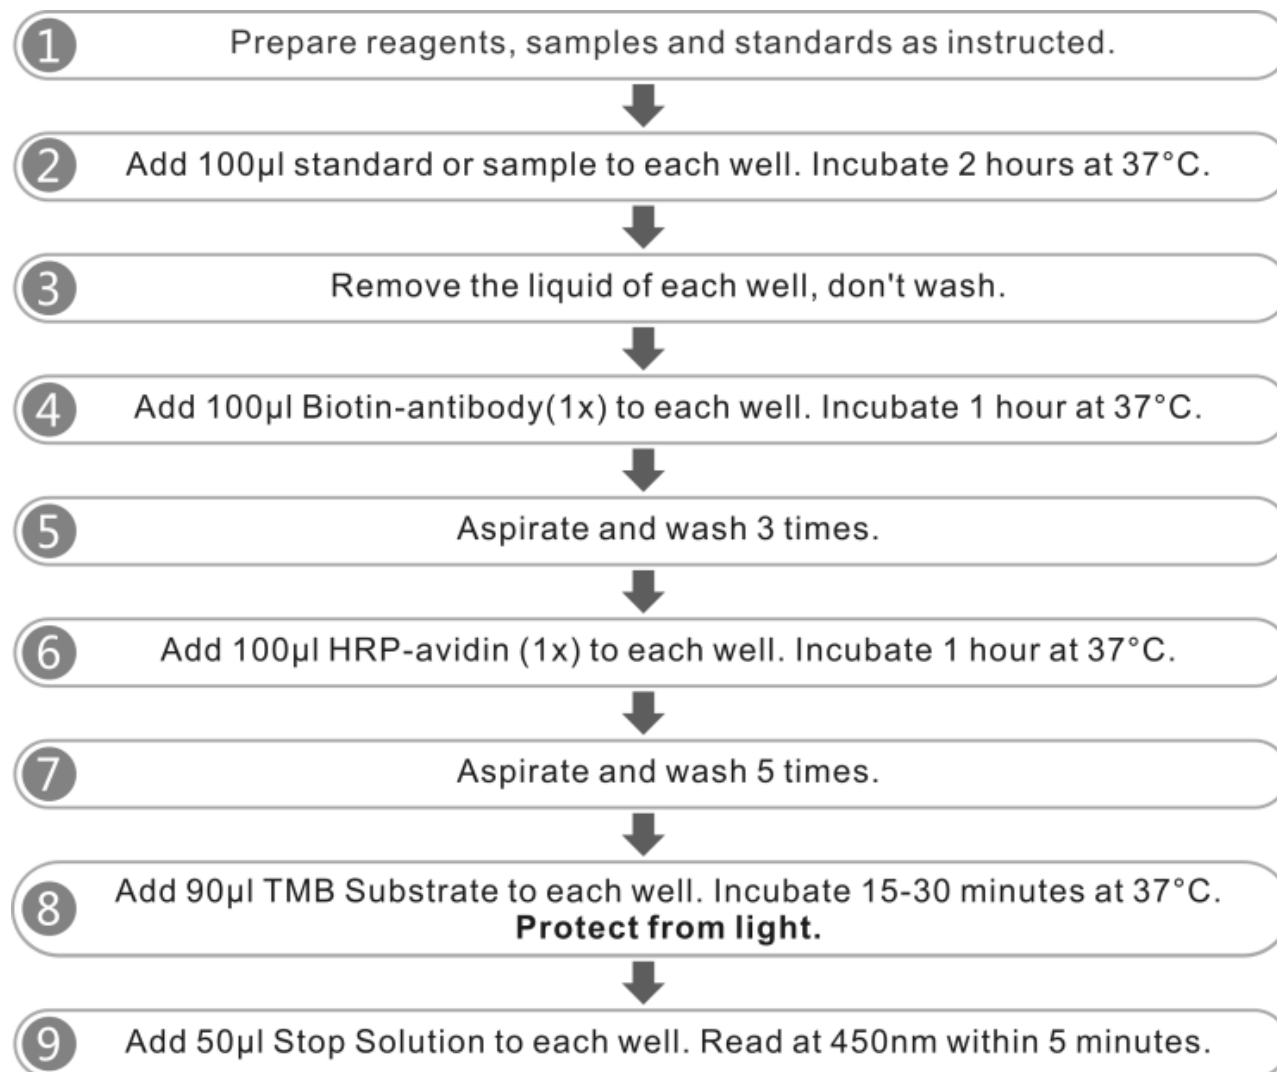 1 Prepare reagents, samples and standards as instructed.
2 Add 100µl standard or sample to each well. Incubate 2 hours at 37°C.
3 Remove the liquid of each well, don't wash.
4 Add 100µl Biotin-antibody(1x) to each well. Incubate 1 hour at 37°C.
5 Aspirate and wash 3 times.
6 Add 100µl HRP-avidin (1x) to each well. Incubate 1 hour at 37°C.
7 Aspirate and wash 5 times.
8 Add 90µl TMB Substrate to each well. Incubate 15-30 minutes at 37°C.
Protect from light.
9 Add 50µl Stop Solution to each well. Read at 450nm within 5 minutes.